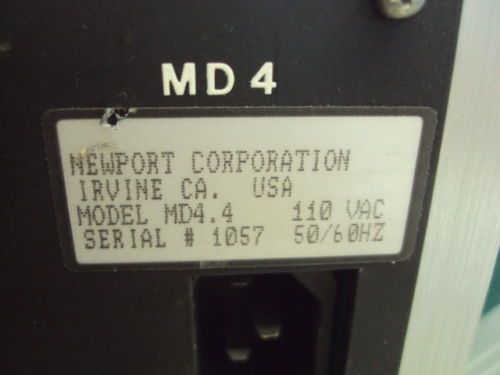 MD4
NEWPORT CORPORATION
IRVINE CA. USA
MODEL MD4.4 110 VAC
SERIAL # 1057 50/60HZ